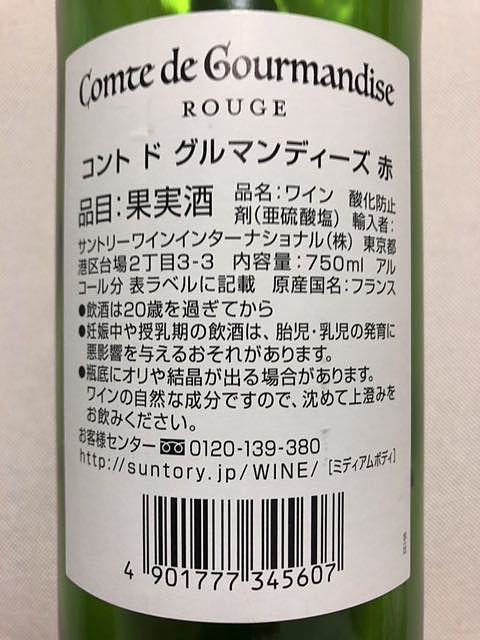 Comte de Gourmandise
ROUGE
コント ド グルマンディーズ 赤
品目:果実酒 品名:ワイン 酸化防止
剤(亜硫酸塩) 輸入者:
サントリーワインインターナショナル(株) 東京都
港区台場2丁目3-3 内容量:750ml アル
コール分 表ラベルに記載 原産国名:フランス
●飲酒は20歳を過ぎてから
●妊娠中や授乳期の飲酒は、胎児・乳児の発育に
悪影響を与えるおそれがあります。
●瓶底にオリや結晶が出る場合があります。
ワインの自然な成分ですので、沈めて上澄みを
お飲みください。
お客様センター 0120-139-380
http://suntory.jp/WINE/ [ミディアムボディ]
4 901777 345607